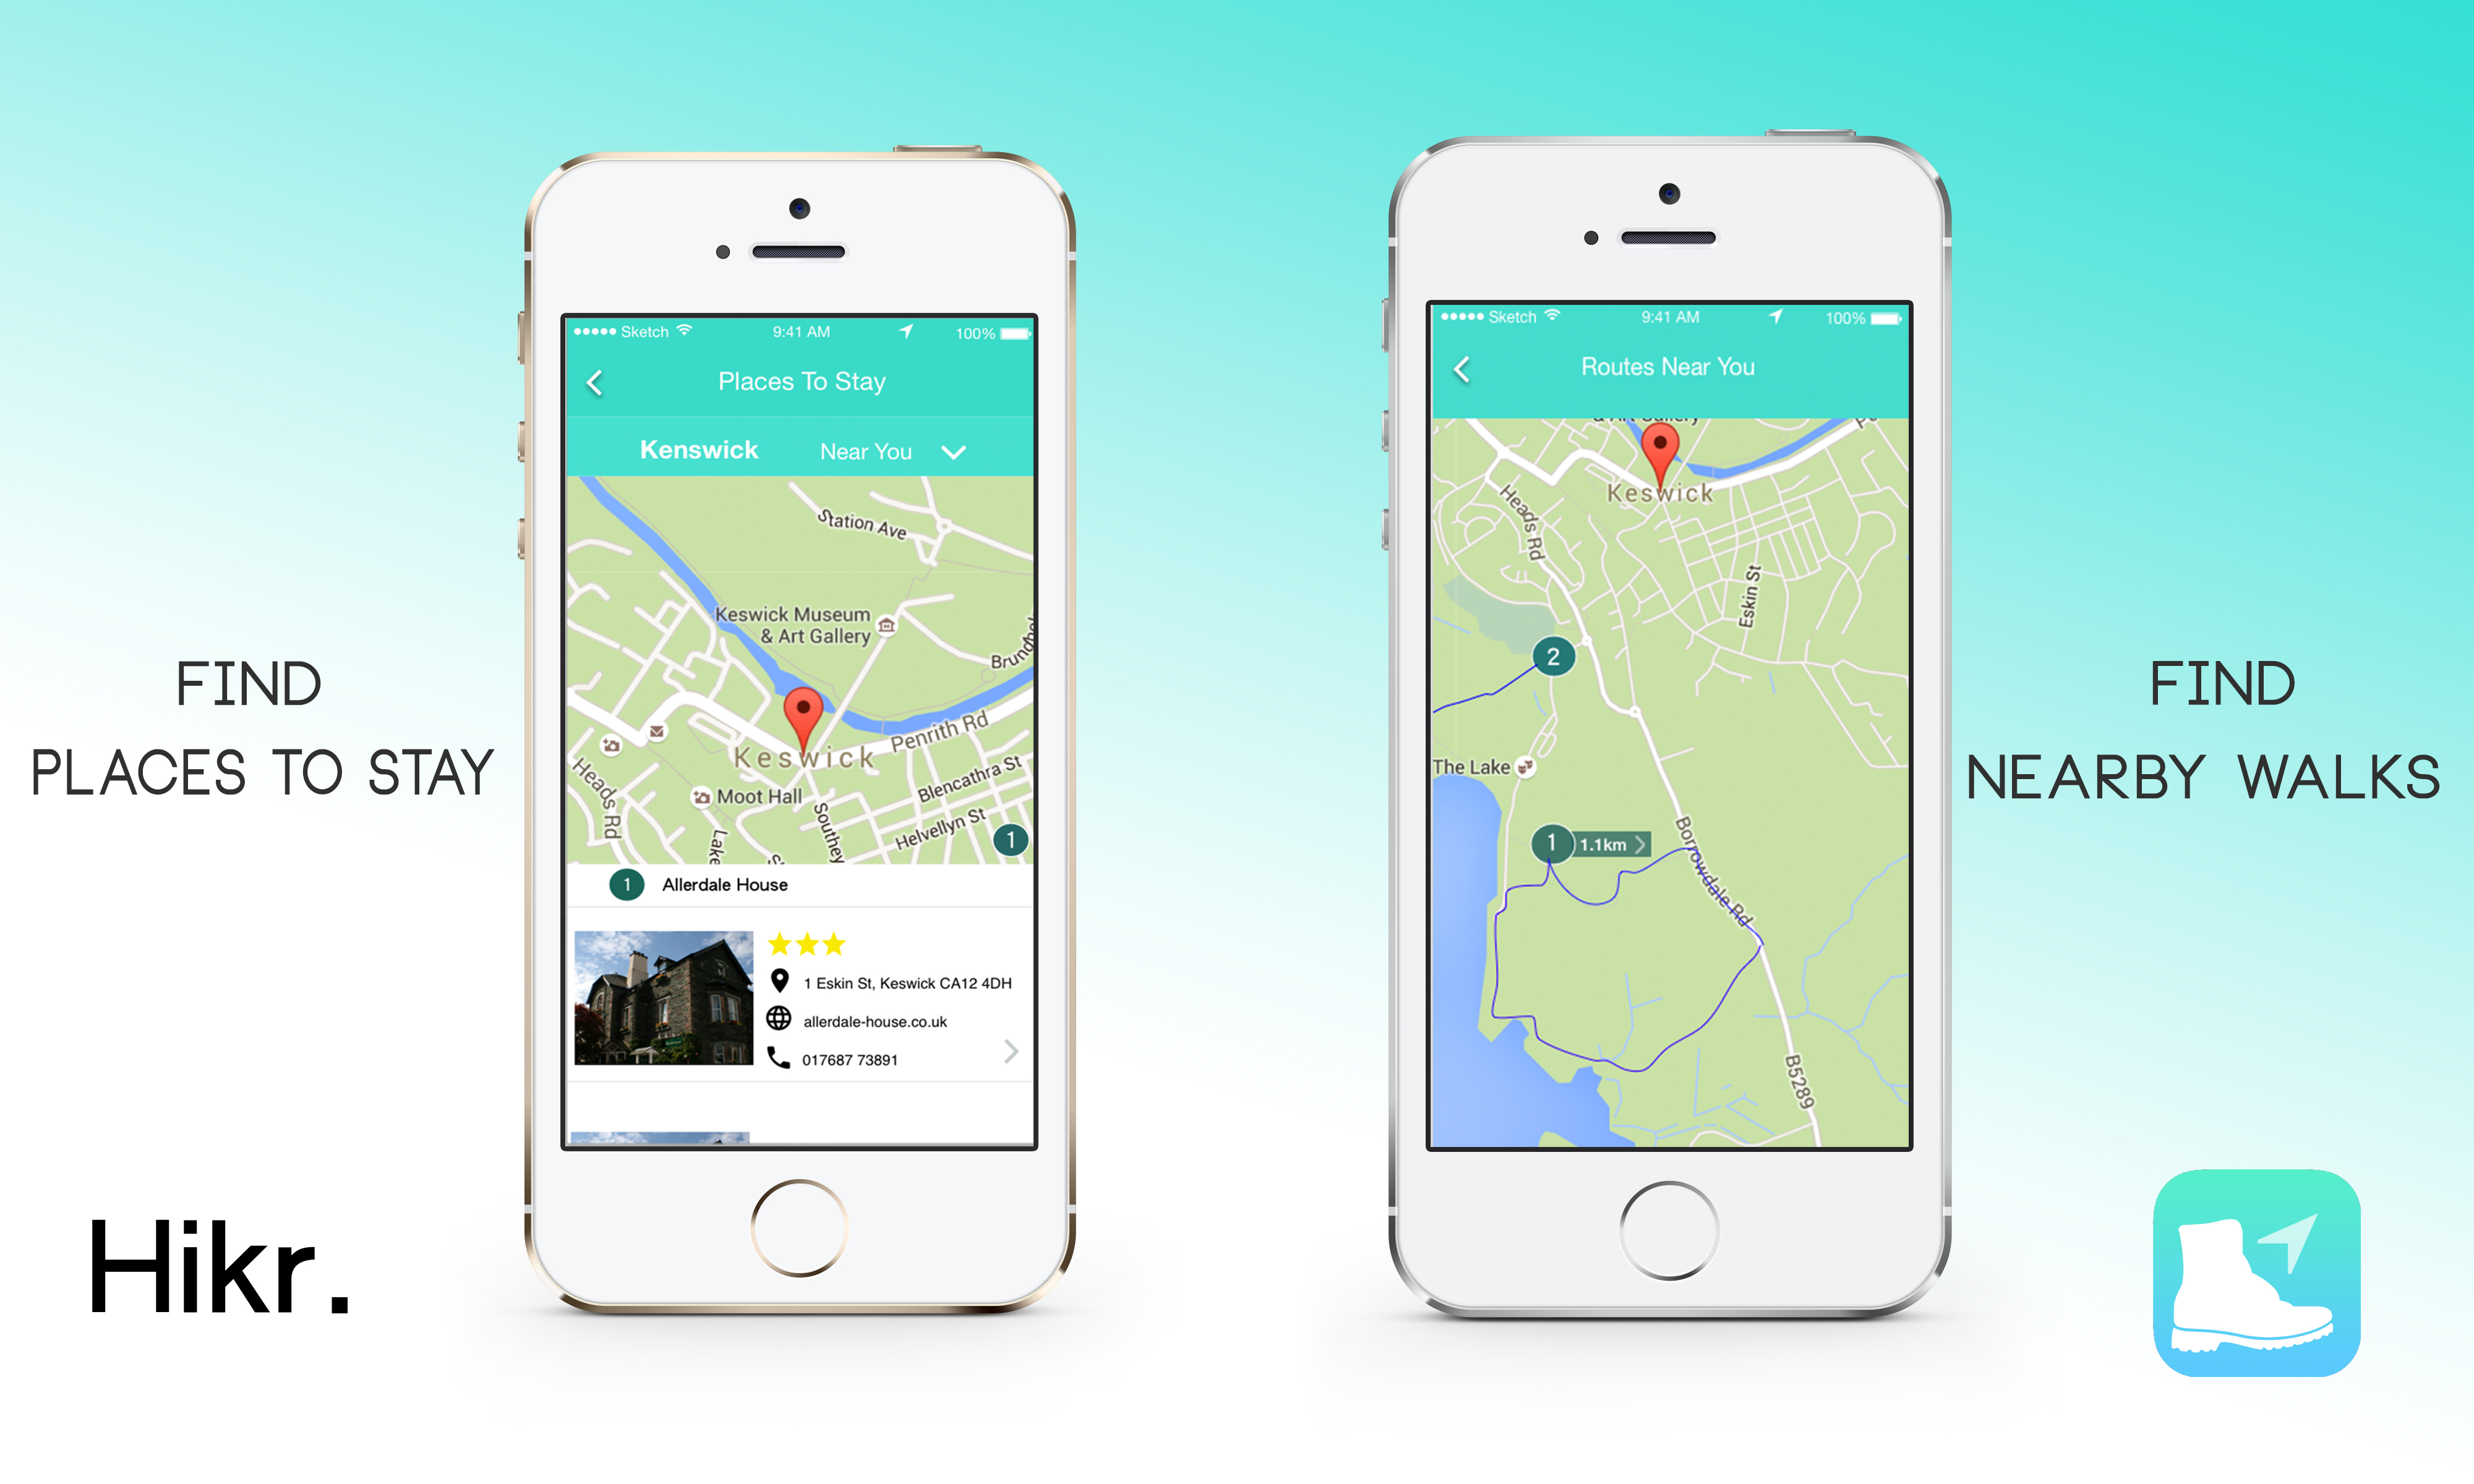 FIND
PLACES TO STAY
Hikr.
Sketch
9:41 AM
100%
Places To Stay
Kenswick
Near You
Station Ave
Keswick Museum
& Art Gallery
Penrith Rd
Keswick
Blencathra St
Moot Hall
Heads Rd
Helvellyn St
Southey
Lake
1
1
Allerdale House
1 Eskin St, Keswick CA12 4DH
allerdale-house.co.uk
017687 73891
Sketch
9:41 AM
100%
Routes Near You
& Art Gallery
Keswick
Heads Rd
Eskin St
2
The Lake
1
1.1km
Borrowdale Rd
B5289
FIND
NEARBY WALKS